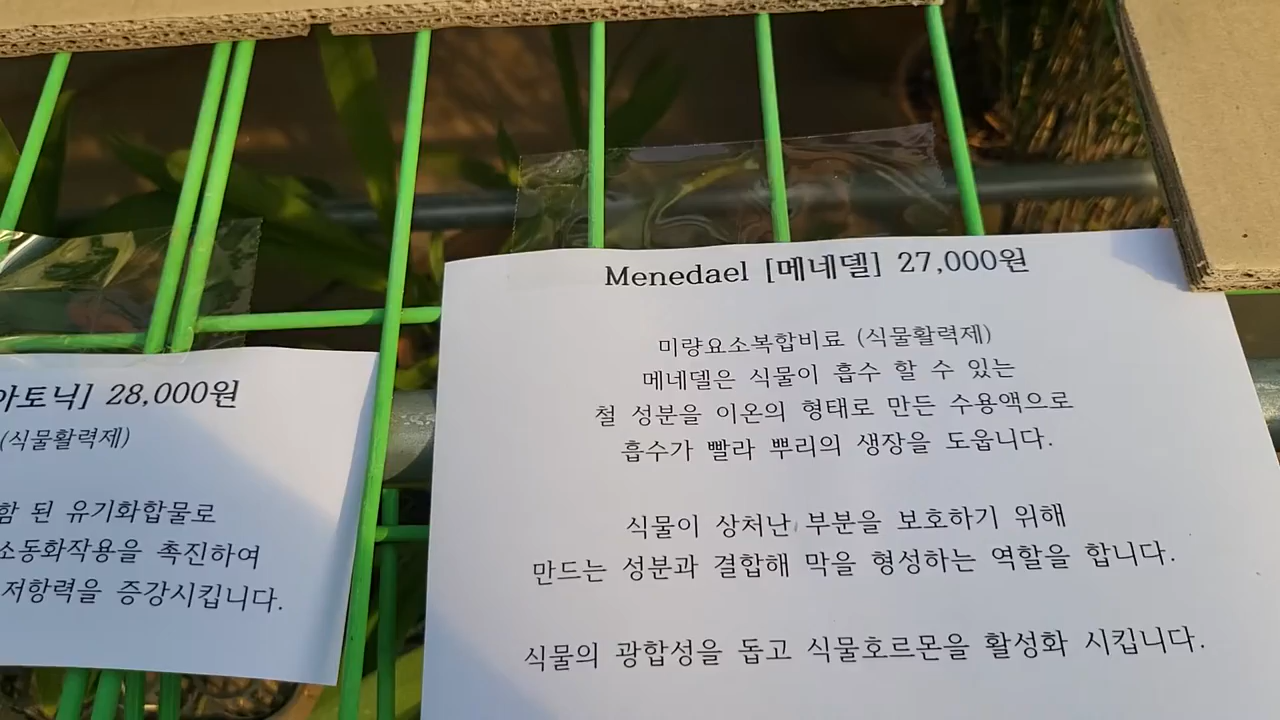 아토닉] 28,000원
(식물활력제)
함 된 유기화합물로
소동화작용을 촉진하여
저항력을 증강시킵니다.
Menedael [메네델] 27,000원
미량요소복합비료 (식물활력제)
메네델은 식물이 흡수 할 수 있는
철 성분을 이온의 형태로 만든 수용액으로
흡수가 빨라 뿌리의 생장을 도웁니다.
식물이 상처난 부분을 보호하기 위해
만드는 성분과 결합해 막을 형성하는 역할을 합니다.
식물의 광합성을 돕고 식물호르몬을 활성화 시킵니다.